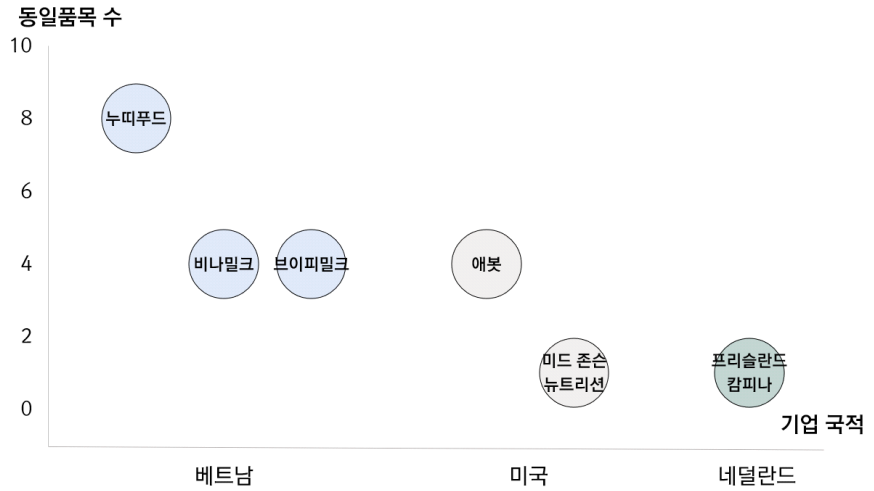 동일품목 수
10
8
누띠푸드
6
4
비나밀크
브이피밀크
애봇
2
미드 존슨
뉴트리션
프리슬란드
캄피나
0
기업 국적
베트남
미국
네덜란드